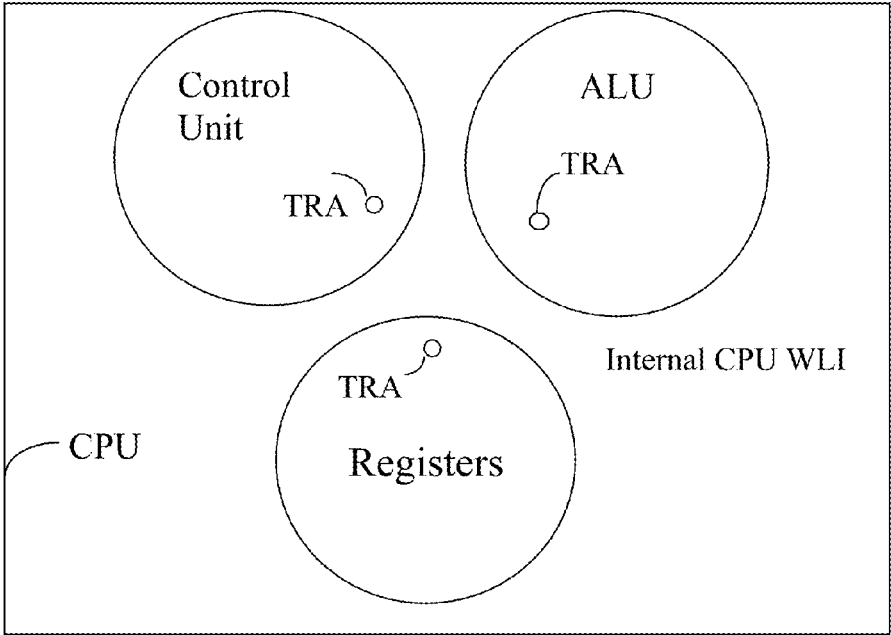 Control
Unit
TRA
ALU
TRA
TRA
Internal CPU WLI
CPU
Registers